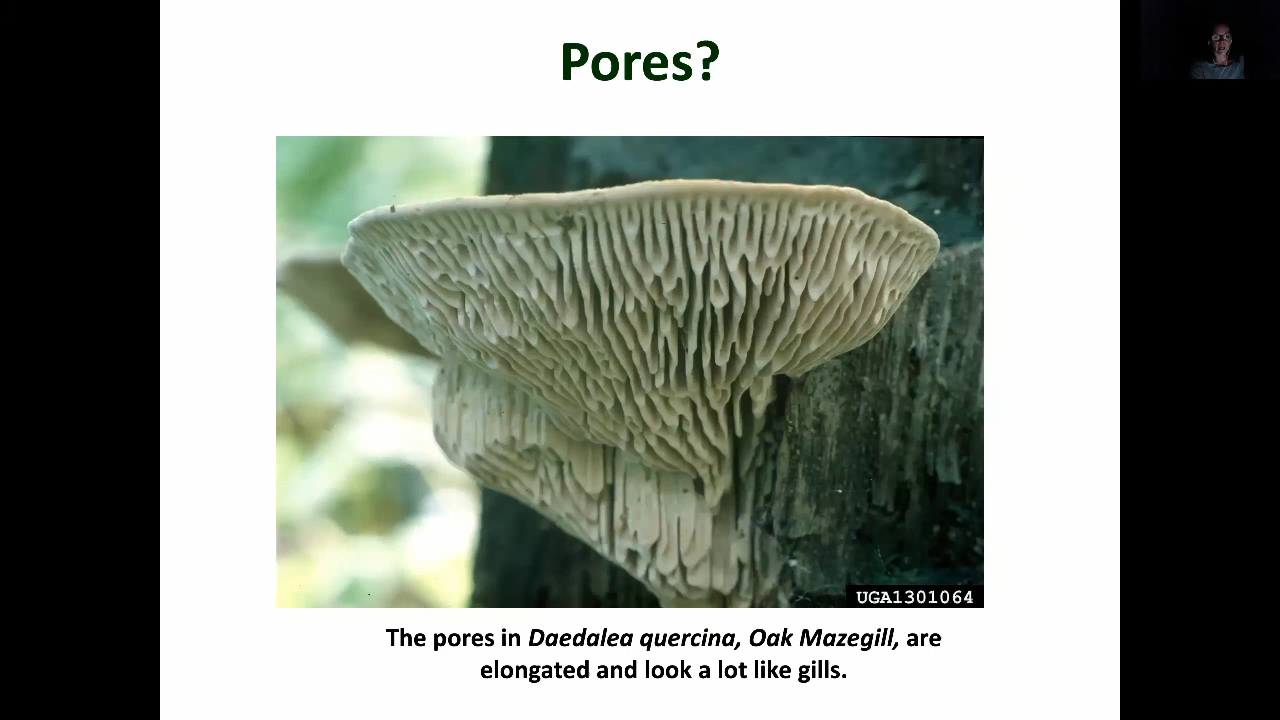 Pores?
UGA1301064
The pores in Daedalea quercina, Oak Mazegill, are
elongated and look a lot like gills.